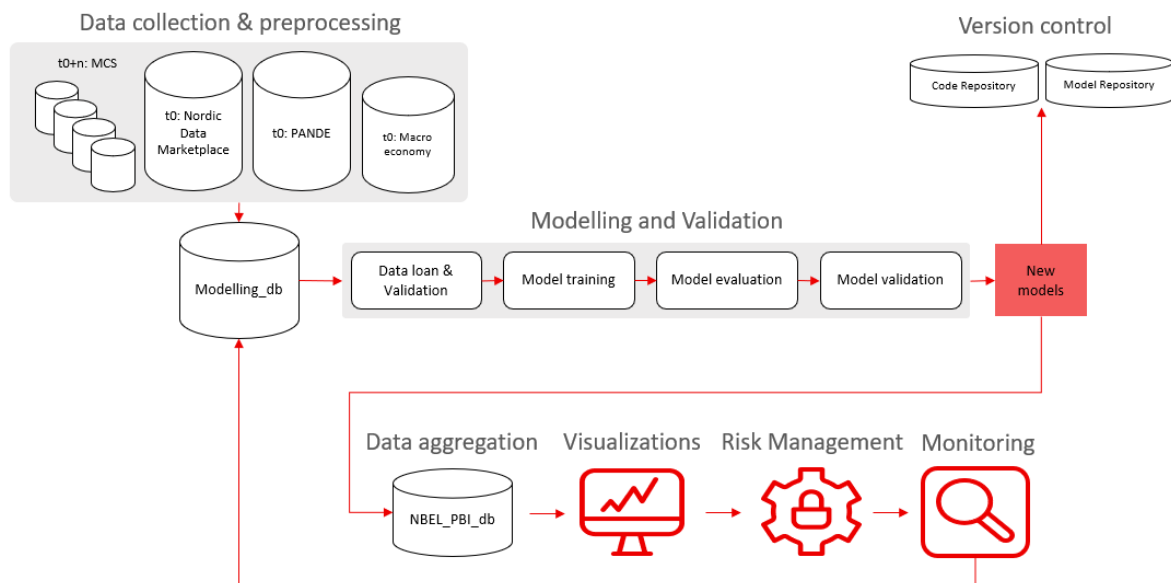 Data collection & preprocessing
Version control
t0+n: MCS
t0: Nordic
Data
Marketplace
t0: PANDE
t0: Macro
economy
Code Repository
Model Repository
Modelling and Validation
Modelling_db
Data loan &
Validation
Model training
Model evaluation
Model validation
New
models
Data aggregation
Visualizations
Risk Management
Monitoring
NBEL_PBI_db